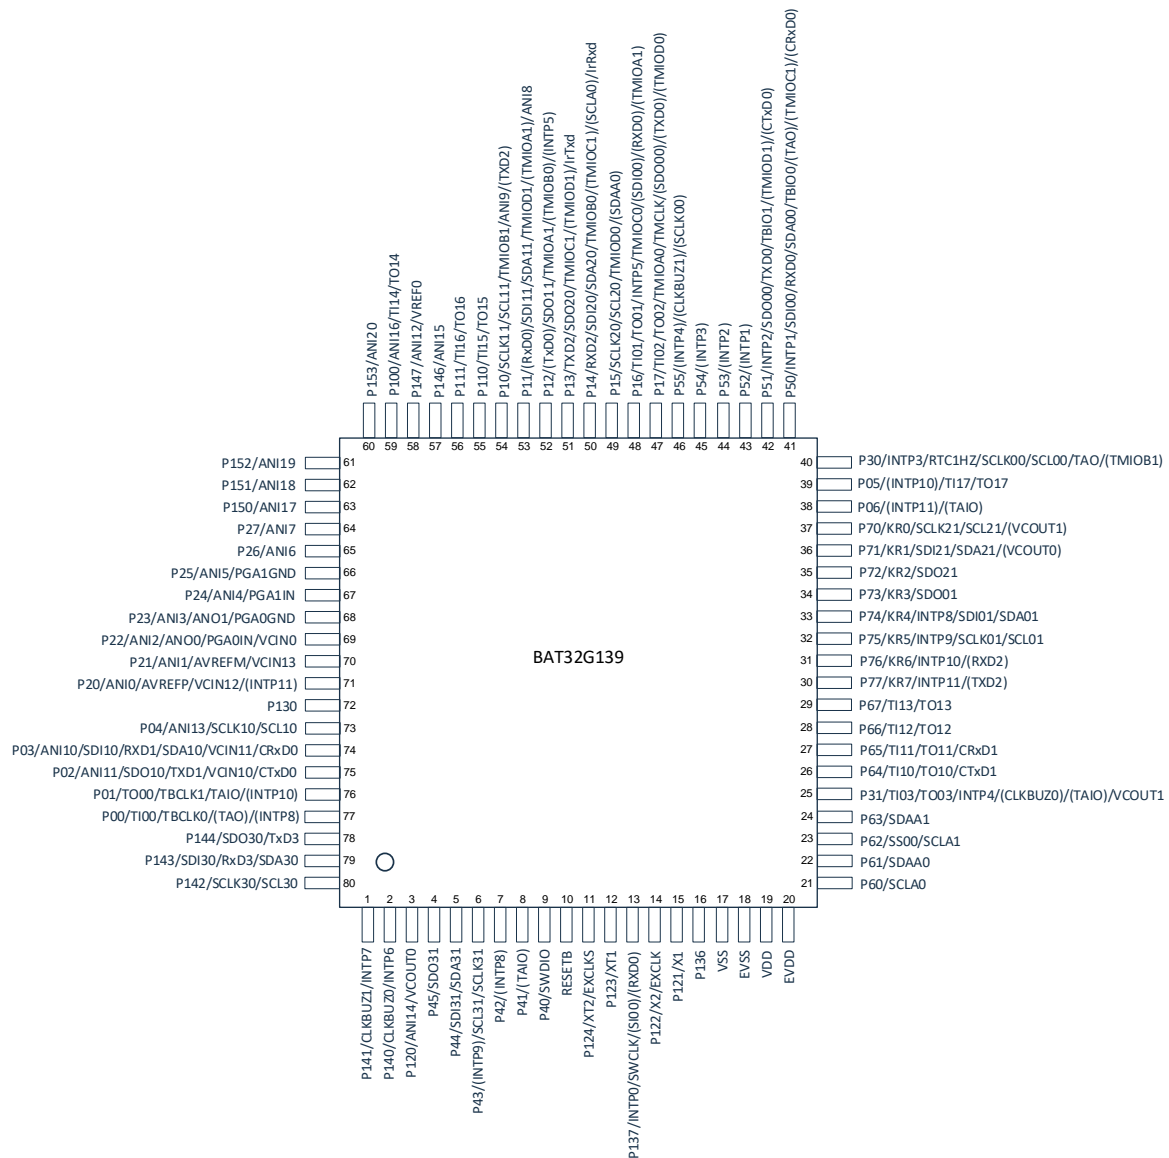 P153/ANI20
P100/ANI16/TI14/TO14
P147/ANI12/VREF0
P146/ANI15
P111/TI16/TO16
P110/TI15/TO15
P10/SCLK11/SCL11/TMIOB1/ANI9/(TXD2)
P11/(RxD0)/SDI11/SDA11/TMIOD1/(TMIOA1)/ANI8
P12/(TxD0)/SDO11/TMIOA1/(TMIOB0)/(INTP5)
P13/TXD2/SDO20/TMIOC1/(TMIOD1)/IrTxd
P14/RXD2/SDI20/SDA20/TMIOB0/(TMIOC1)/(SCLA0)/IrRxd
P15/SCLK20/SCL20/TMIOD0/(SDAA0)
P16/TI01/TO01/INTP5/TMIOC0/(SDI00)/(RXD0)/(TMIOA1)
P17/TI02/TO02/TMIOA0/TMCLK/(SDO00)/(TXD0)/(TMIOD0)
P55/(INTP4)/(CLKBUZ1)/(SCLK00)
P54/(INTP3)
P53/(INTP2)
P52/(INTP1)
P51/INTP2/SDO00/TXD0/TBIO1/(TMIOD1)/(CTxD0)
P50/INTP1/SDI00/RXD0/SDA00/TBIO0/(TAO)/(TMIOC1)/(CRxD0)
60 59 58 57 56 55 54 53 52 51 50 49 48 47 46 45 44 43 42 41
P152/ANI19 61
P151/ANI18 62
P150/ANI17 63
P27/ANI7 64
P26/ANI6 65
P25/ANI5/PGA1GND 66
P24/ANI4/PGA1IN 67
P23/ANI3/ANO1/PGA0GND 68
P22/ANI2/ANO0/PGA0IN/VCIN0 69
P21/ANI1/AVREFM/VCIN13 70
P20/ANI0/AVREFP/VCIN12/(INTP11) 71
P130 72
P04/ANI13/SCLK10/SCL10 73
P03/ANI10/SDI10/RXD1/SDA10/VCIN11/CRxD0 74
P02/ANI11/SDO10/TXD1/VCIN10/CTxD0 75
P01/TO00/TBCLK1/TAIO/(INTP10) 76
P00/TI00/TBCLK0/(TAO)/(INTP8) 77
P144/SDO30/TxD3 78
P143/SDI30/RxD3/SDA30 79
P142/SCLK30/SCL30 80
BAT32G139
40 P30/INTP3/RTC1HZ/SCLK00/SCL00/TAO/(TMIOB1)
39 P05/(INTP10)/TI17/TO17
38 P06/(INTP11)/(TAIO)
37 P70/KR0/SCLK21/SCL21/(VCOUT1)
36 P71/KR1/SDI21/SDA21/(VCOUT0)
35 P72/KR2/SDO21
34 P73/KR3/SDO01
33 P74/KR4/INTP8/SDI01/SDA01
32 P75/KR5/INTP9/SCLK01/SCL01
31 P76/KR6/INTP10/(RXD2)
30 P77/KR7/INTP11/(TXD2)
29 P67/TI13/TO13
28 P66/TI12/TO12
27 P65/TI11/TO11/CRxD1
26 P64/TI10/TO10/CTxD1
25 P31/TI03/TO03/INTP4/(CLKBUZ0)/(TAIO)/VCOUT1
24 P63/SDAA1
23 P62/SS00/SCLA1
22 P61/SDAA0
21 P60/SCLA0
1 2 3 4 5 6 7 8 9 10 11 12 13 14 15 16 17 18 19 20
P141/CLKBUZ1/INTP7
P140/CLKBUZ0/INTP6
P120/ANI14/VCOUT0
P45/SDO31
P44/SDI31/SDA31
P43/(INTP9)/SCL31/SCLK31
P42/(INTP8)
P41/(TAIO)
P40/SWDIO
RESETB
P124/XT2/EXCLKS
P123/XT1
P137/INTP0/SWCLK/(SI00)/(RXD0)
P122/X2/EXCLK
P121/X1
P136
VSS
EVSS
VDD
EVDD